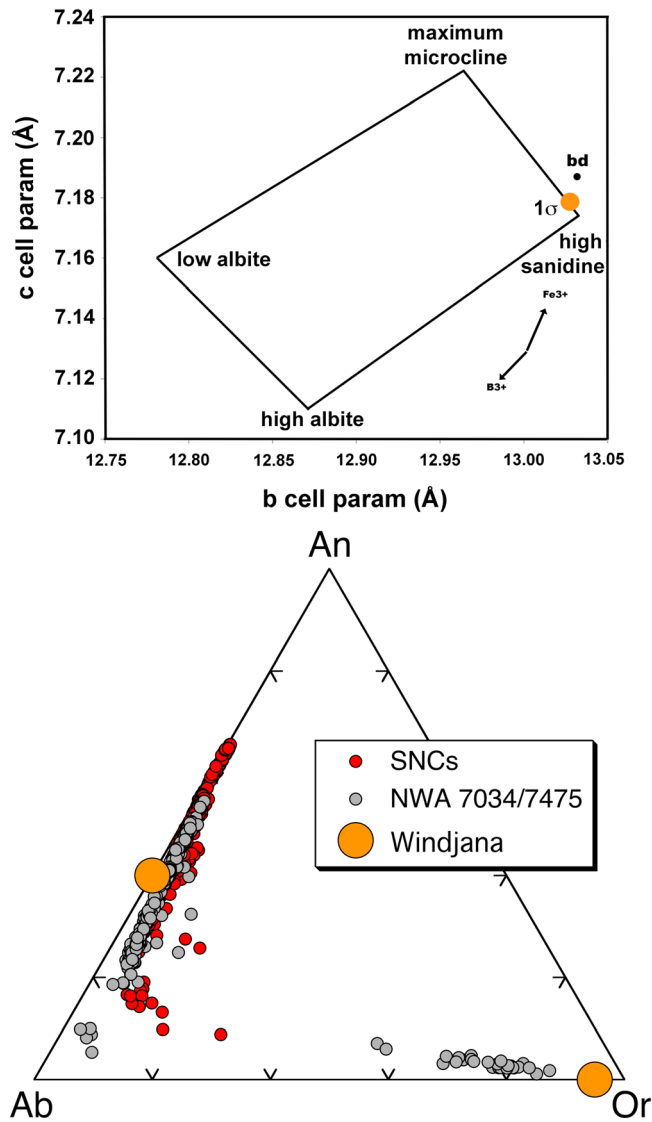 7.24
7.22
7.20
7.18
7.16
7.14
7.12
7.10
c cell param (Å)
maximum
microcline
bd
1σ
high
sanidine
low albite
Fe3+
B3+
high albite
12.75 12.80 12.85 12.90 12.95 13.00 13.05
b cell param (Å)
An
SNCs
NWA 7034/7475
Windjana
Ab Or